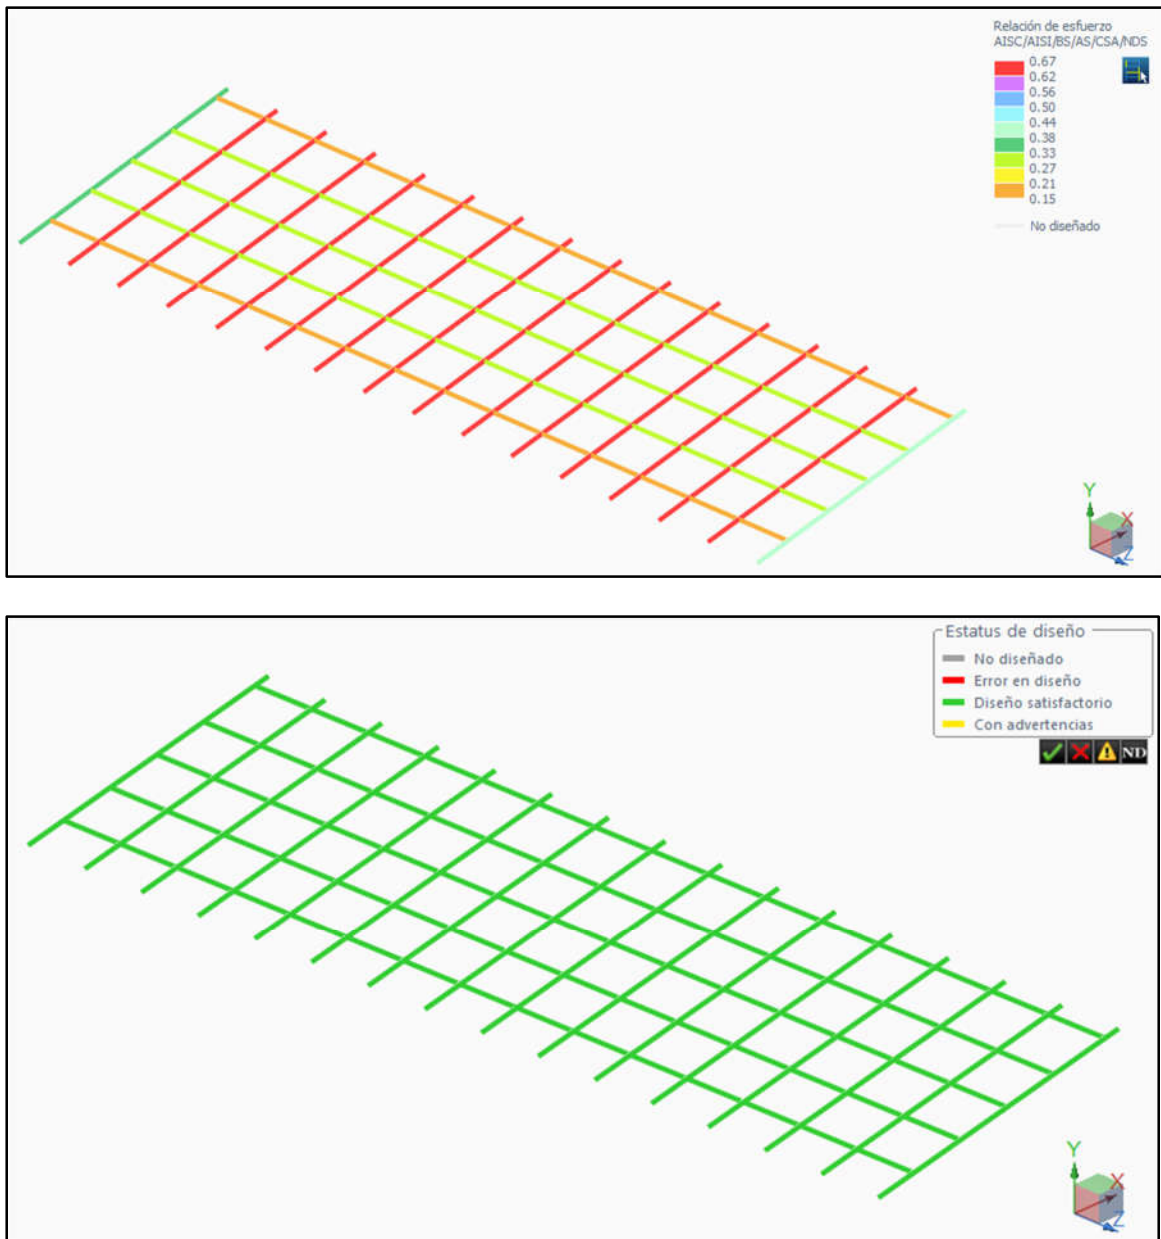 Relación de esfuerzo
AISC/AISI/BS/AS/CSA/NDS
0.67
0.62
0.56
0.50
0.44
0.38
0.33
0.27
0.21
0.15
No diseñado
Y
X
Z
Estatus de diseño
No diseñado
Error en diseño
Diseño satisfactorio
Con advertencias
ND
Y
X
Z